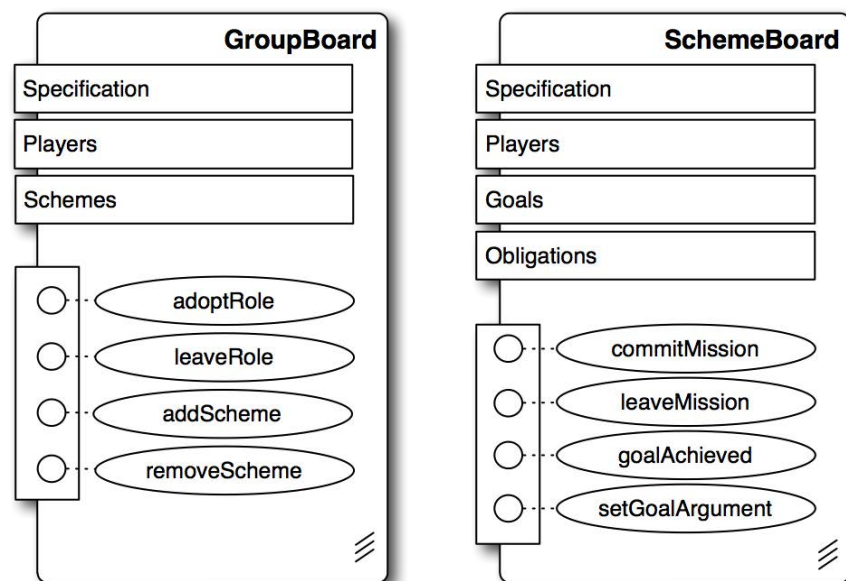 GroupBoard
Specification
Players
Schemes
adoptRole
leaveRole
addScheme
removeScheme
SchemeBoard
Specification
Players
Goals
Obligations
commitMission
leaveMission
goalAchieved
setGoalArgument